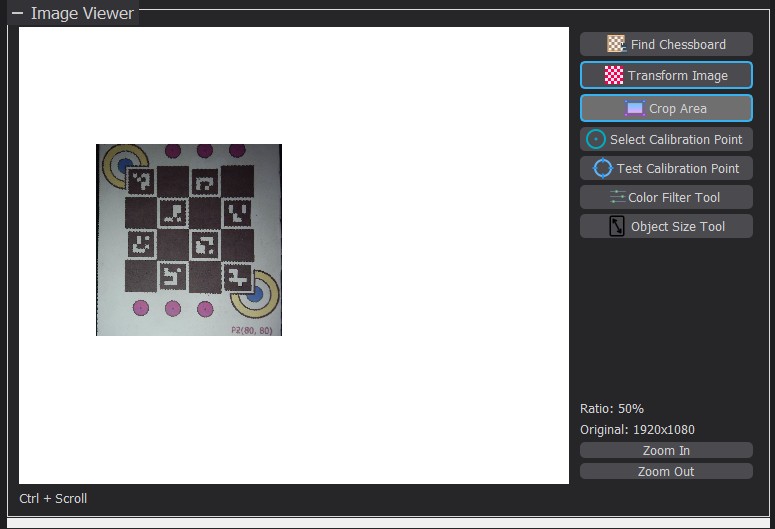 Image Viewer
Find Chessboard
Transform Image
Crop Area
Select Calibration Point
Test Calibration Point
Color Filter Tool
Object Size Tool
P2(80, 80)
Ratio: 50%
Original: 1920x1080
Zoom In
Zoom Out
Ctrl + Scroll